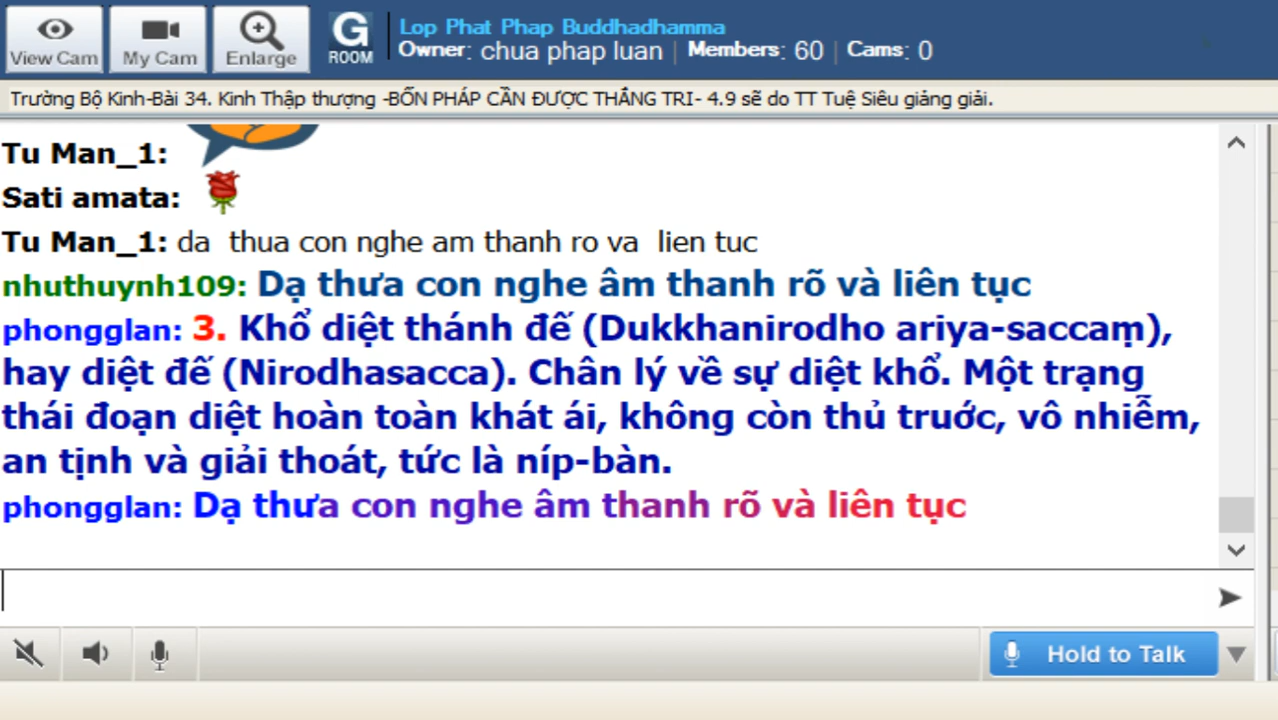 View Cam
My Cam
Enlarge
G
ROOM
Lop Phat Phap Buddhadhamma
Owner: chua phap luan | Members: 60 | Cams: 0
Trường Bộ Kinh-Bài 34. Kinh Thập thượng -BỐN PHÁP CẦN ĐƯỢC THẮNG TRI- 4.9 sẽ do TT Tuệ Siêu giảng giải.
Tu Man_1:
Sati amata:
Tu Man_1: da thua con nghe am thanh ro va lien tuc
nhuthuynh109: Dạ thưa con nghe âm thanh rõ và liên tục
phongglan: 3. Khổ diệt thánh đế (Dukkhanirodho ariya-saccaṃ),
hay diệt đế (Nirodhasacca). Chân lý về sự diệt khổ. Một trạng
thái đoạn diệt hoàn toàn khát ái, không còn thủ truớc, vô nhiễm,
an tịnh và giải thoát, tức là níp-bàn.
phongglan: Dạ thưa con nghe âm thanh rõ và liên tục
Hold to Talk